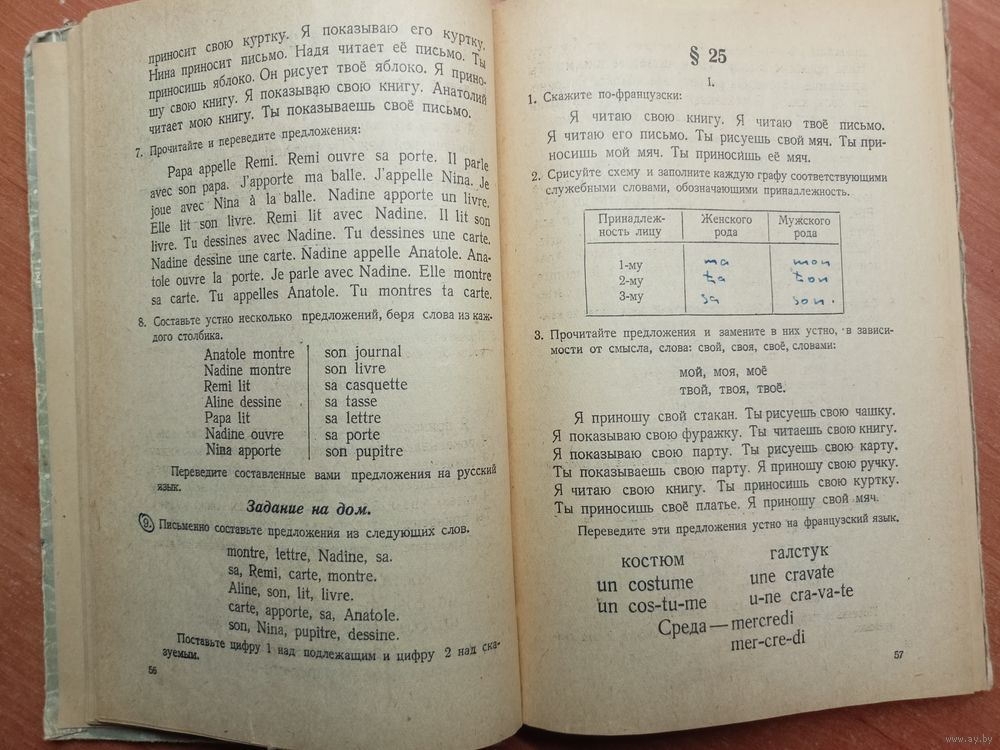 приносит свою куртку. Я показываю его куртку.
Нина приносит письмо. Надя читает её письмо. Ты
приносишь яблоко. Он рисует твоё яблоко. Я прино-
шу свою книгу. Я показываю свою книгу. Анатолий
читает мою книгу. Ты показываешь своё письмо.
7. Прочитайте и переведите предложения:
Papa appelle Remi. Remi ouvre sa porte. Il parle
avec son papa. J'apporte ma balle. J'appelle Nina. Je
joue avec Nina à la balle. Nadine apporte un livre.
Elle lit son livre. Remi lit avec Nadine. Il lit son
livre. Tu dessines avec Nadine. Tu dessines une carte.
Nadine dessine une carte. Nadine appelle Anatole. Ana-
tole ouvre la porte. Je parle avec Nadine. Elle montre
sa carte. Tu appelles Anatole. Tu montres ta carte.
8. Составьте устно несколько предложений, беря слова из каж-
дого столбика.
Anatole montre son journal
Nadine montre son livre
Remi lit sa casquette
Aline dessine sa tasse
Papa lit sa lettre
Nadine ouvre sa porte
Nina apporte son pupitre
Переведите составленные вами предложения на русский
язык.
Задание на дом.
9. Письменно составьте предложения из следующих слов.
montre, lettre, Nadine, sa.
sa, Remi, carte, montre.
Aline, son, lit, livre.
carte, apporte, sa, Anatole.
son, Nina, pupitre, dessine.
Поставьте цифру 1 над подлежащим и цифру 2 над ска-
зуемым.
56
§ 25
I.
1. Скажите по-французски:
Я читаю свою книгу. Я читаю твоё письмо.
Я читаю его письмо. Ты рисуешь свой мяч. Ты при-
носишь мой мяч. Ты приносишь её мяч.
2. Срисуйте схему и заполните каждую графу соответствующими
служебными словами, обозначающими принадлежность.
Принадлеж- Женского Мужского
ность лицу рода рода
1-му ma mon
2-му ta ton
3-му sa son.
3. Прочитайте предложения и замените в них устно, в зависи-
мости от смысла, слова: свой, своя, своё, словами:
мой, моя, моё
твой, твоя, твоё.
Я приношу свой стакан. Ты рисуешь свою чашку.
Я показываю свою фуражку. Ты читаешь свою книгу.
Я показываю свою парту. Ты рисуешь свою карту.
Ты показываешь свою парту. Я приношу свою ручку.
Я читаю свою книгу. Ты приносишь свою куртку.
Ты приносишь своё платье. Я приношу свой мяч.
Переведите эти предложения устно на французский язык.
костюм галстук
un costume une cravate
un cos-tu-me u-ne cra-va-te
Среда — mercredi
mer-cre-di
57
www.ay.by